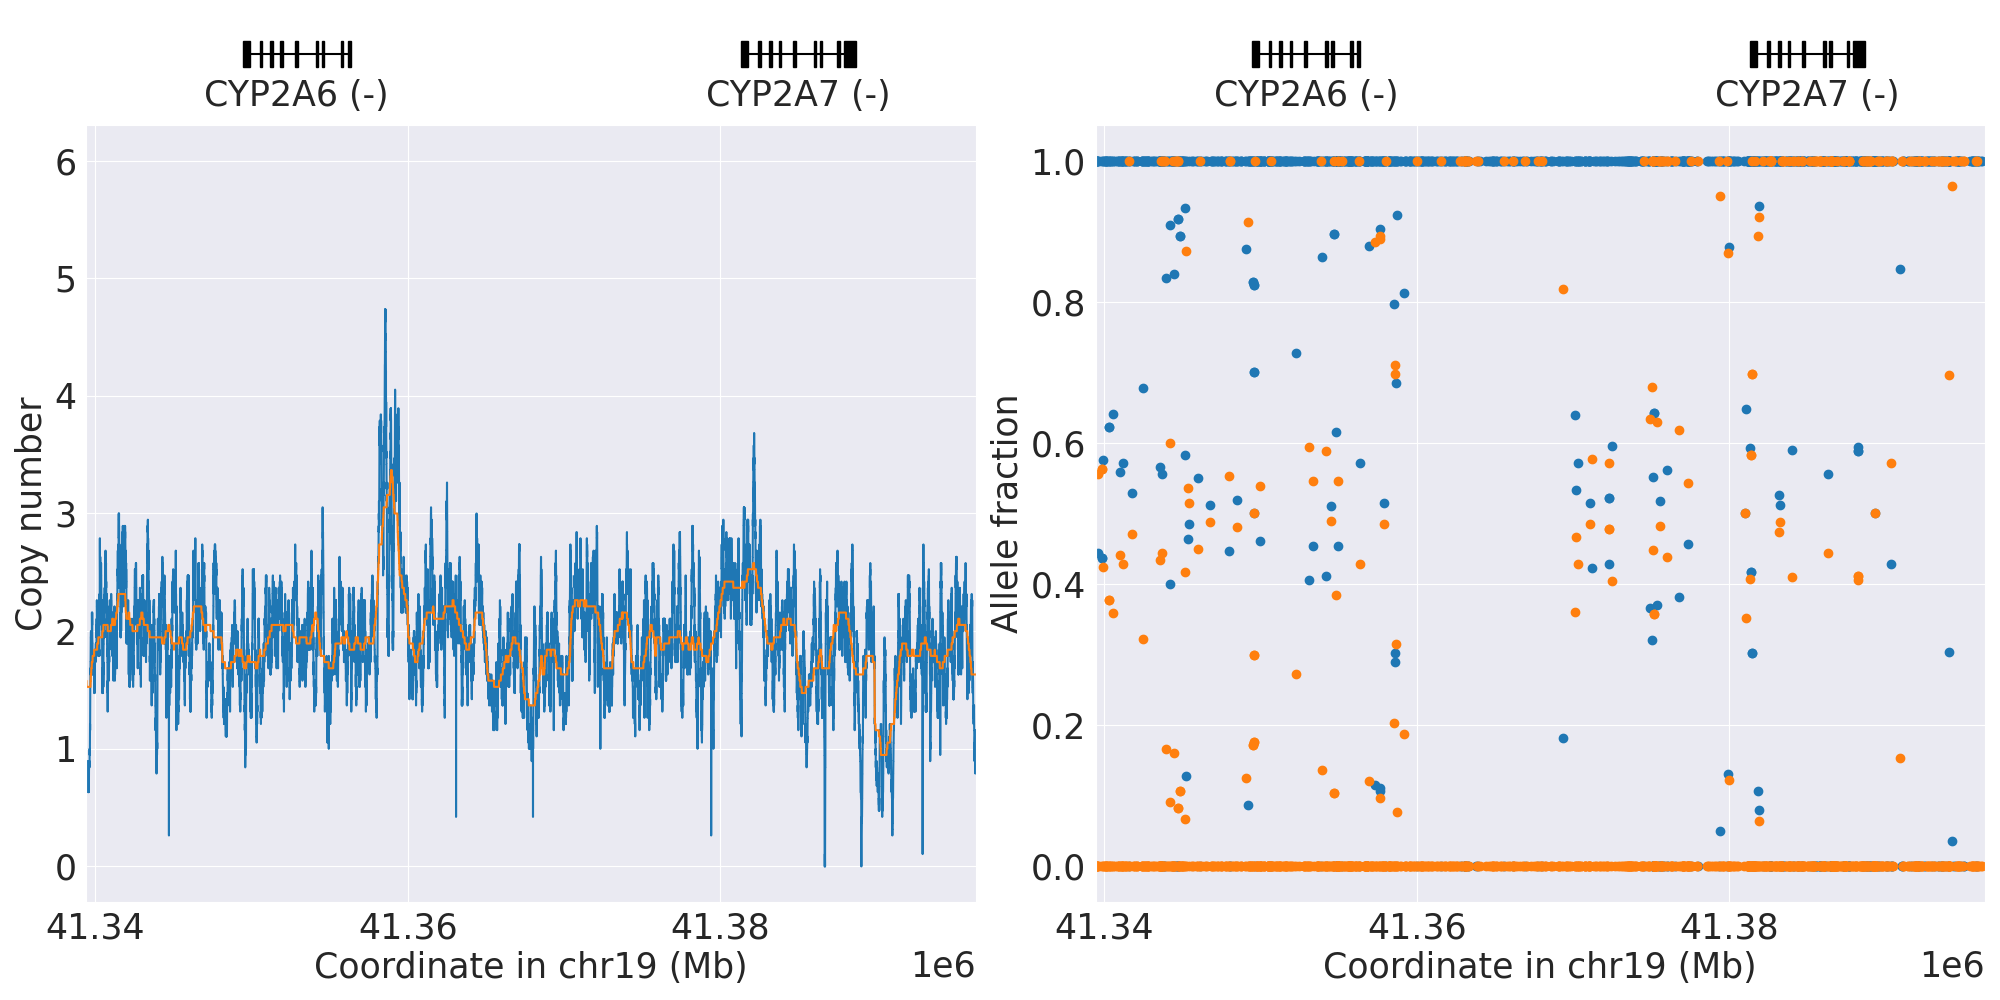 CYP2A6 (-)
CYP2A7 (-)
6
5
4
3
2
1
0
Copy number
41.34
41.36
41.38
Coordinate in chr19 (Mb)
1e6
CYP2A6 (-)
CYP2A7 (-)
1.0
0.8
0.6
0.4
0.2
0.0
Allele fraction
41.34
41.36
41.38
Coordinate in chr19 (Mb)
1e6